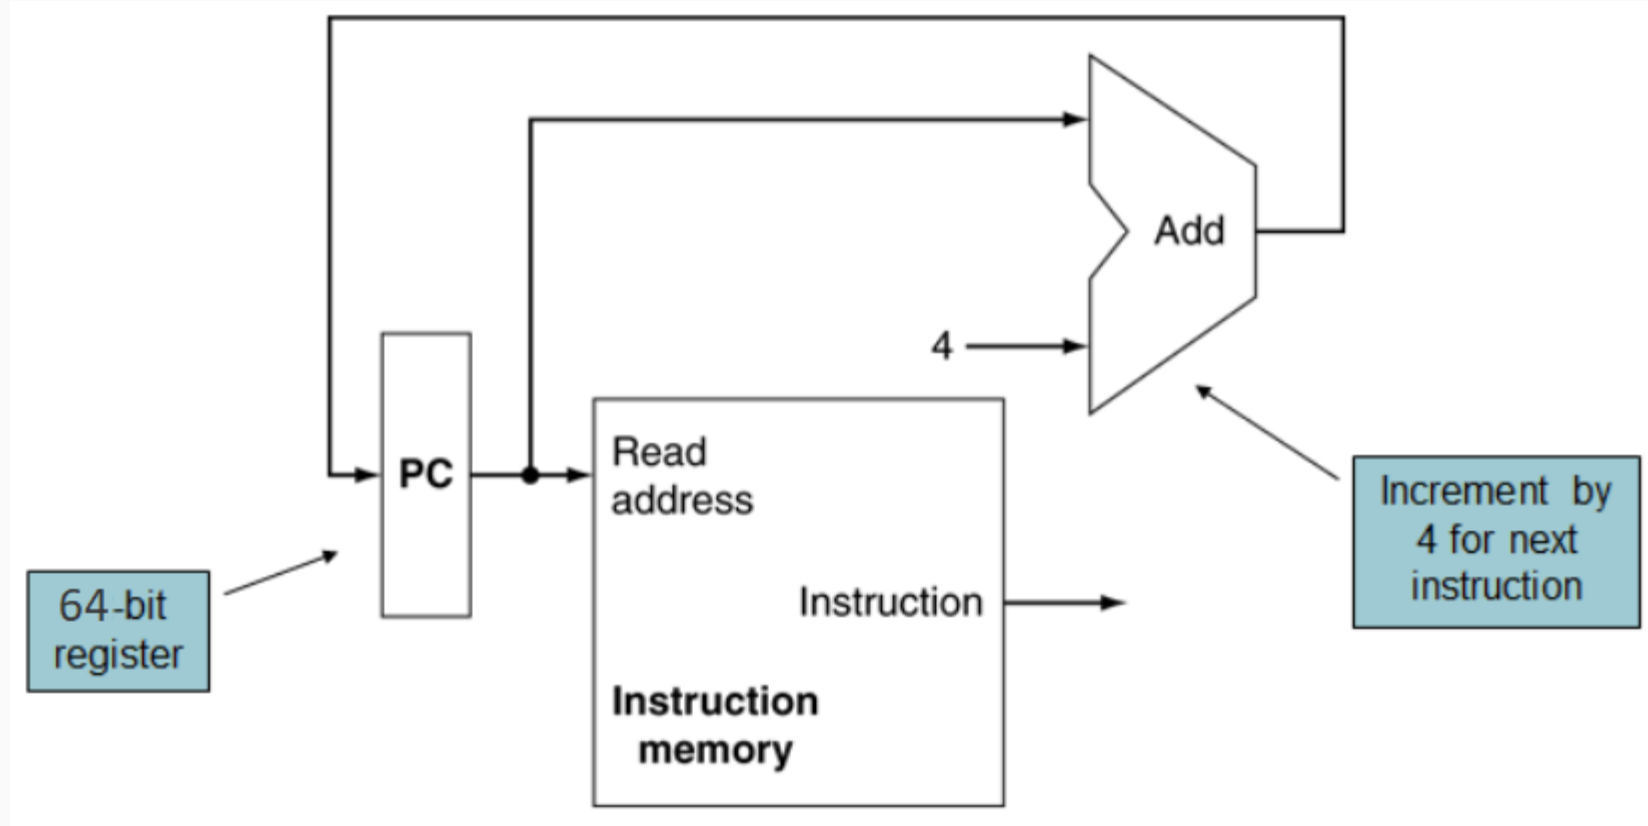 Add
4
PC
Read
address
Instruction
Instruction
memory
64-bit
register
Increment by
4 for next
instruction